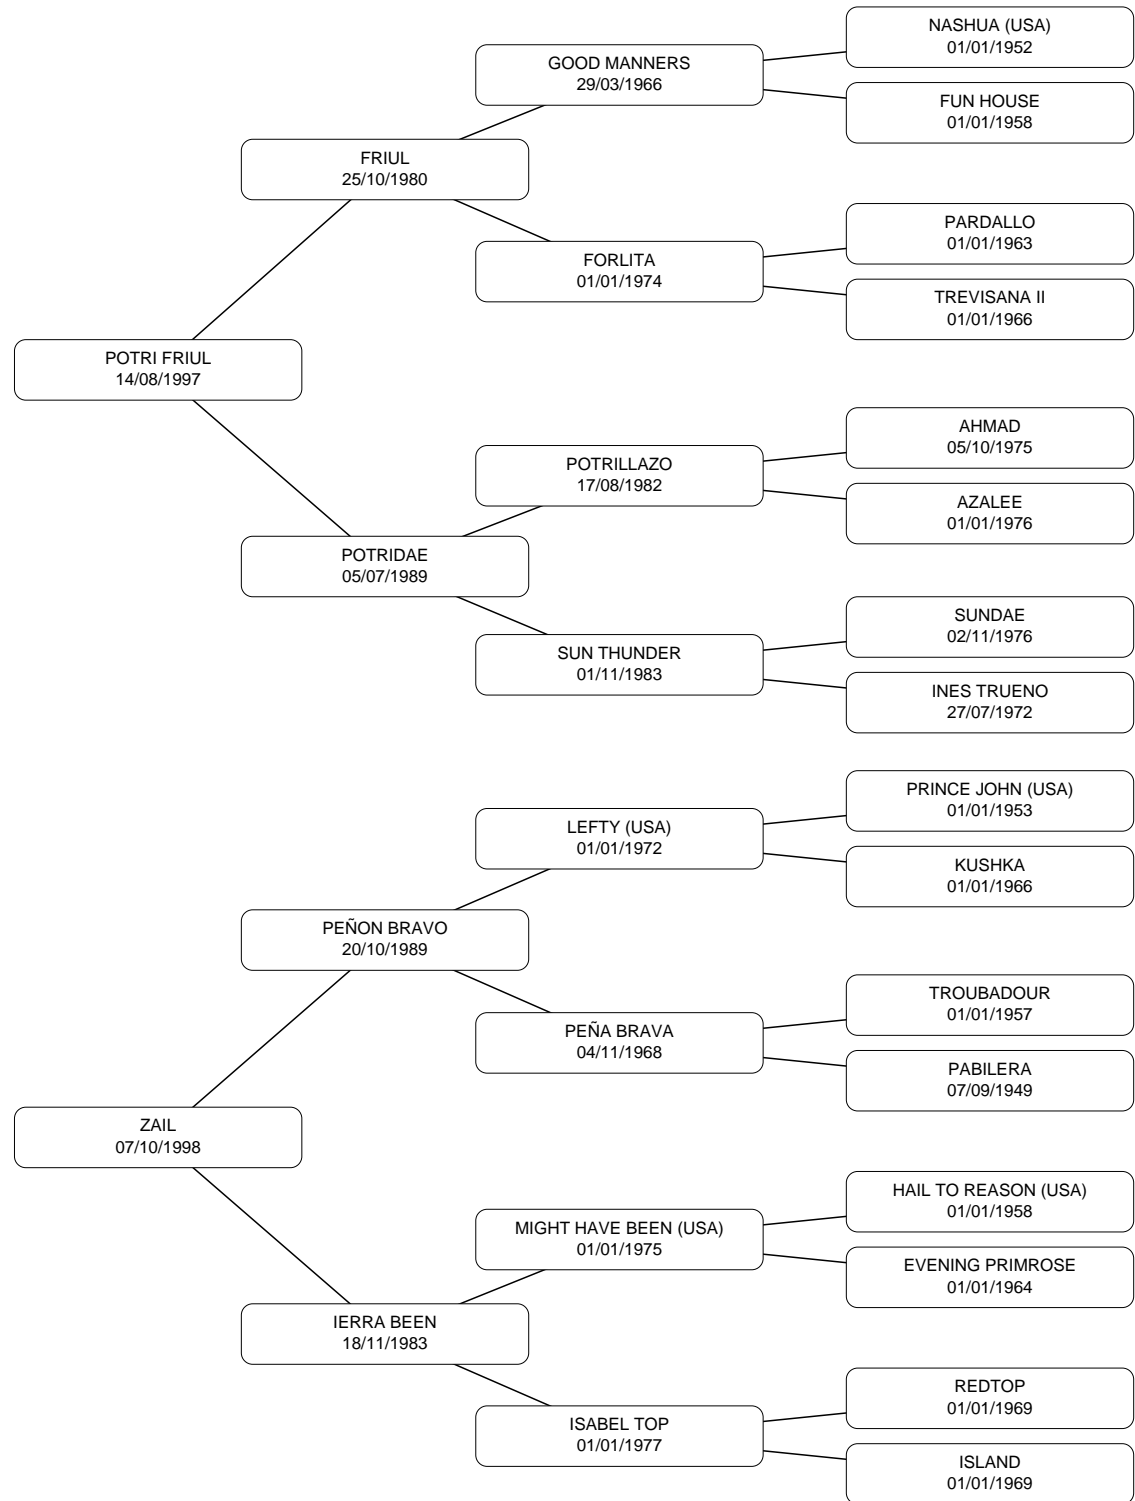 NASHUA (USA)
01/01/1952
GOOD MANNERS
29/03/1966
FUN HOUSE
01/01/1958
FRIUL
25/10/1980
PARDALLO
01/01/1963
FORLITA
01/01/1974
TREVISANA II
01/01/1966
POTRI FRIUL
14/08/1997
AHMAD
05/10/1975
POTRILLAZO
17/08/1982
AZALEE
01/01/1976
POTRIDAE
05/07/1989
SUNDAE
02/11/1976
SUN THUNDER
01/11/1983
INES TRUENO
27/07/1972
PRINCE JOHN (USA)
01/01/1953
LEFTY (USA)
01/01/1972
KUSHKA
01/01/1966
PEÑON BRAVO
20/10/1989
TROUBADOUR
01/01/1957
PEÑA BRAVA
04/11/1968
PABILERA
07/09/1949
ZAIL
07/10/1998
HAIL TO REASON (USA)
01/01/1958
MIGHT HAVE BEEN (USA)
01/01/1975
EVENING PRIMROSE
01/01/1964
IERRA BEEN
18/11/1983
REDTOP
01/01/1969
ISABEL TOP
01/01/1977
ISLAND
01/01/1969